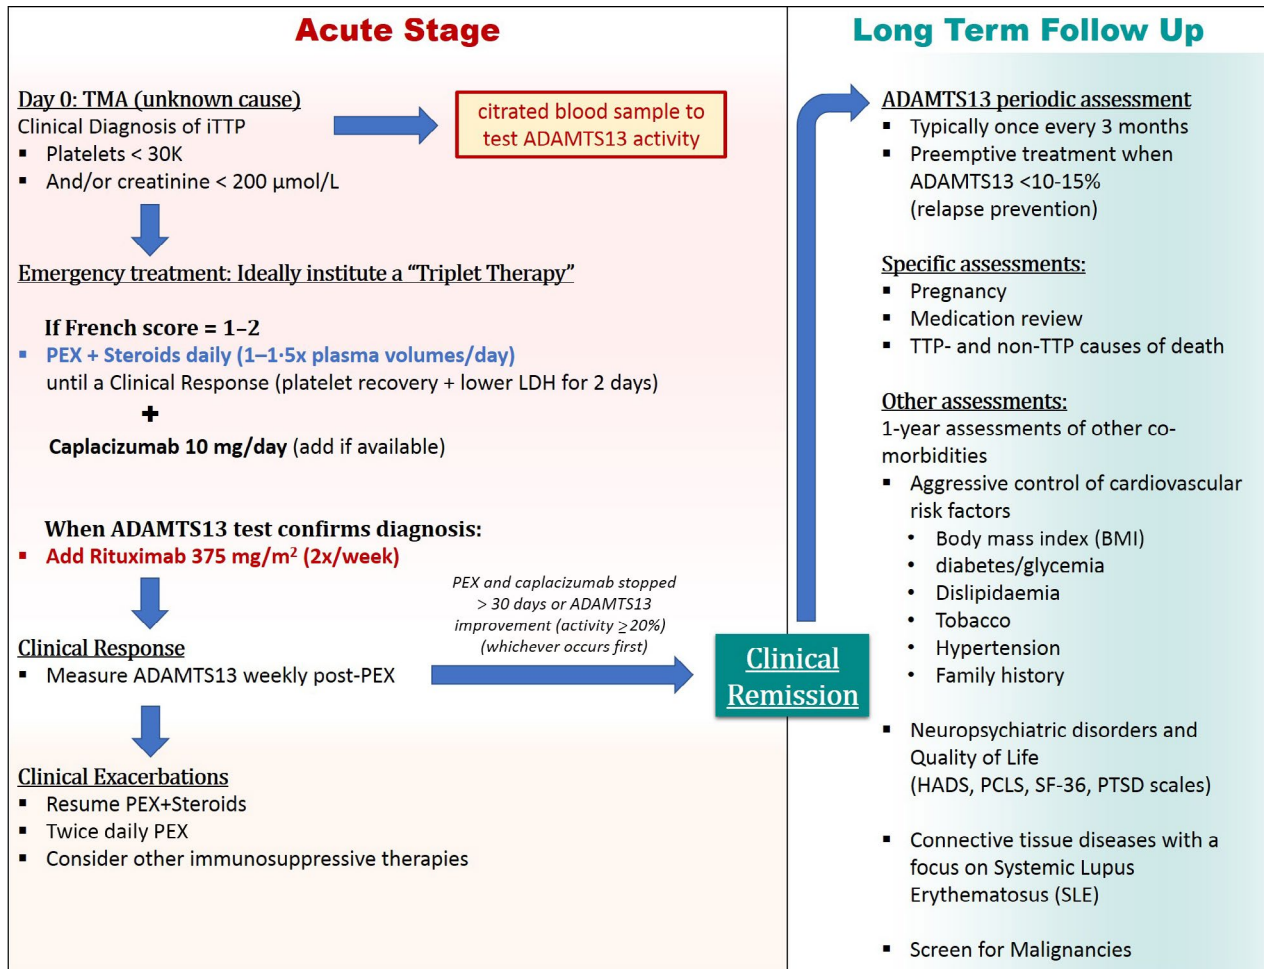 Acute Stage
Day 0: TMA (unknown cause)
Clinical Diagnosis of iTTP
▪ Platelets < 30K
▪ And/or creatinine < 200 µmol/L
citrated blood sample to
test ADAMTS13 activity
Emergency treatment: Ideally institute a “Triplet Therapy”
If French score = 1–2
▪ PEX + Steroids daily (1–1·5x plasma volumes/day)
until a Clinical Response (platelet recovery + lower LDH for 2 days)
+
Caplacizumab 10 mg/day (add if available)
When ADAMTS13 test confirms diagnosis:
▪ Add Rituximab 375 mg/m² (2x/week)
Clinical Response
▪ Measure ADAMTS13 weekly post-PEX
PEX and caplacizumab stopped
> 30 days or ADAMTS13
improvement (activity ≥20%)
(whichever occurs first)
Clinical
Remission
Clinical Exacerbations
▪ Resume PEX+Steroids
▪ Twice daily PEX
▪ Consider other immunosuppressive therapies
Long Term Follow Up
ADAMTS13 periodic assessment
▪ Typically once every 3 months
▪ Preemptive treatment when
ADAMTS13 <10-15%
(relapse prevention)
Specific assessments:
▪ Pregnancy
▪ Medication review
▪ TTP- and non-TTP causes of death
Other assessments:
1-year assessments of other co-
morbidities
▪ Aggressive control of cardiovascular
risk factors
• Body mass index (BMI)
• diabetes/glycemia
• Dislipidaemia
• Tobacco
• Hypertension
• Family history
▪ Neuropsychiatric disorders and
Quality of Life
(HADS, PCLS, SF-36, PTSD scales)
▪ Connective tissue diseases with a
focus on Systemic Lupus
Erythematosus (SLE)
▪ Screen for Malignancies